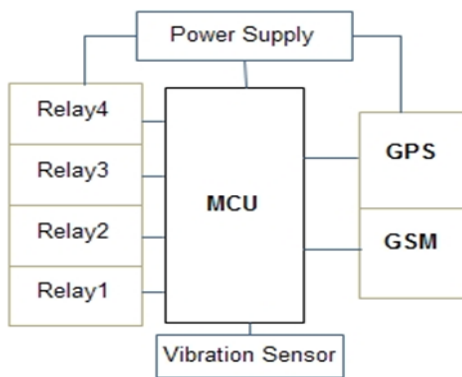 Power Supply
Relay4
Relay3
Relay2
Relay1
MCU
GPS
GSM
Vibration Sensor